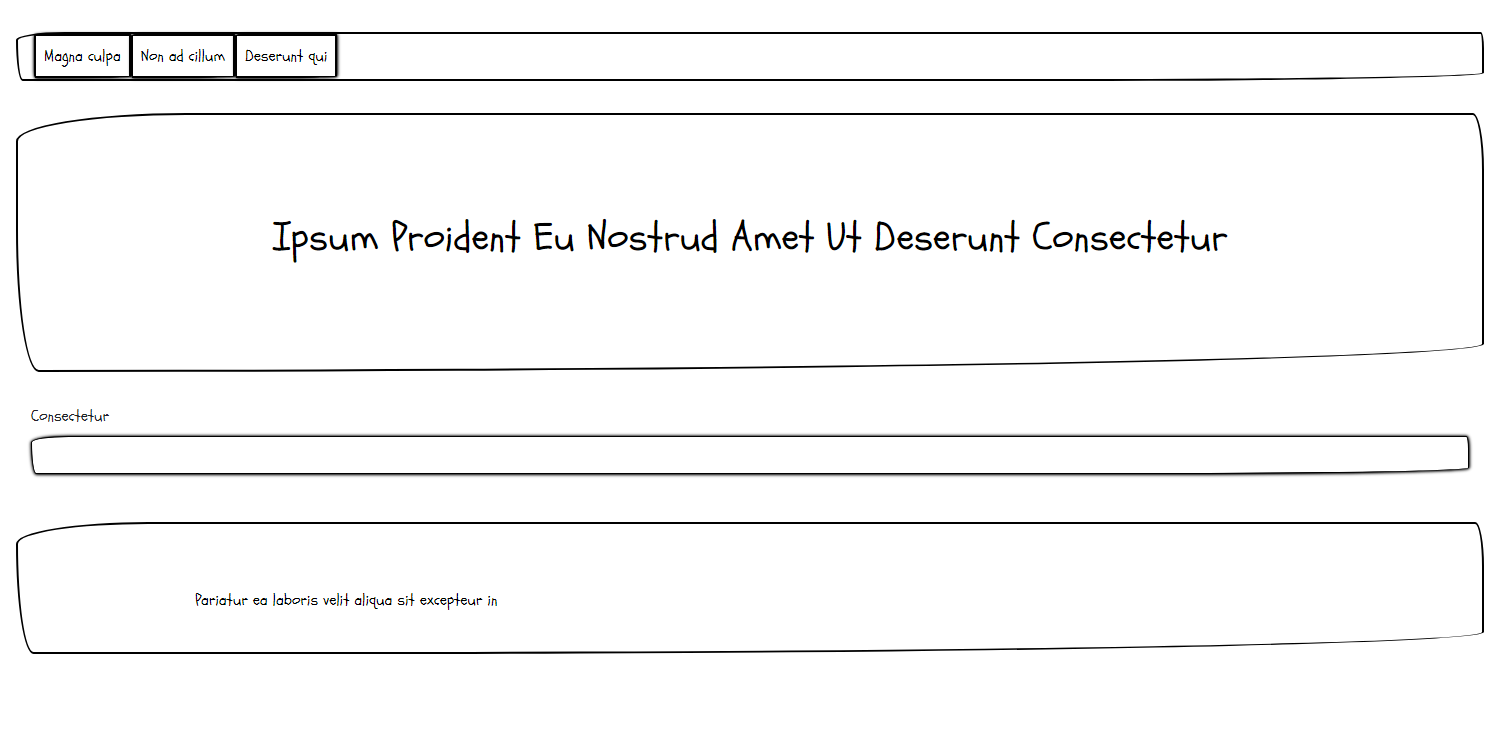 Magna culpa Non ad cillum Deserunt qui
Ipsum Proident Eu Nostrud Amet Ut Deserunt Consectetur
Consectetur
Pariatur ea laboris velit aliqua sit excepteur in